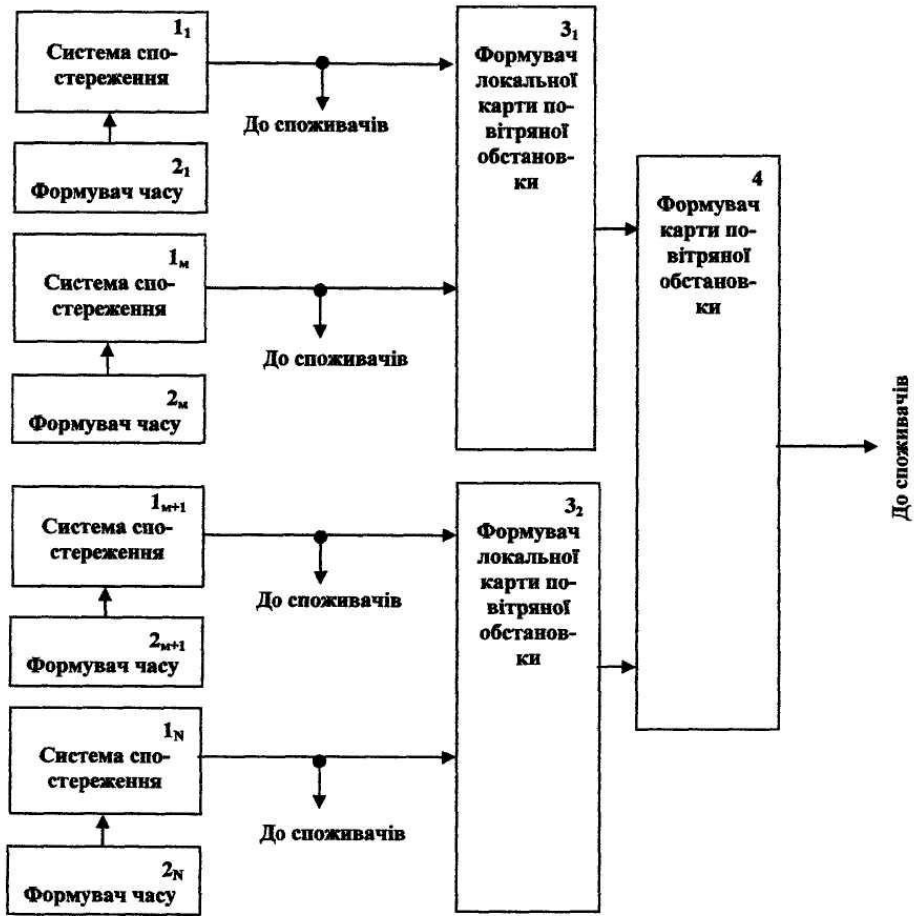 1₁
Система спо-
стереження
2₁
Формувач часу
До споживачів
1м
Система спо-
стереження
2м
Формувач часу
До споживачів
3₁
Формувач
локальної
карти по-
вітряної
обстанов-
ки
1м+1
Система спо-
стереження
2м+1
Формувач часу
До споживачів
1N
Система спо-
стереження
2N
Формувач часу
До споживачів
3₂
Формувач
локальної
карти по-
вітряної
обстанов-
ки
4
Формувач
карти по-
вітряної
обстанов-
ки
До споживачів